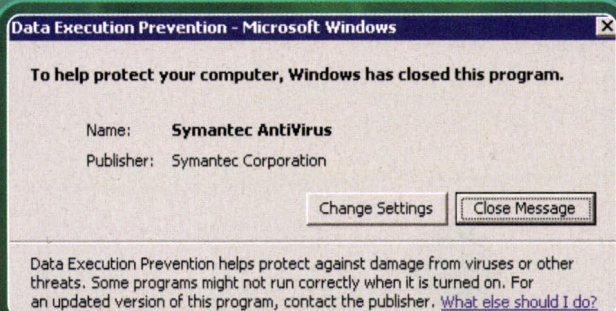 Data Execution Prevention - Microsoft Windows
To help protect your computer, Windows has closed this program.
Name: Symantec AntiVirus
Publisher: Symantec Corporation
Change Settings Close Message
Data Execution Prevention helps protect against damage from viruses or other
threats. Some programs might not run correctly when it is turned on. For
an updated version of this program, contact the publisher. What else should I do?